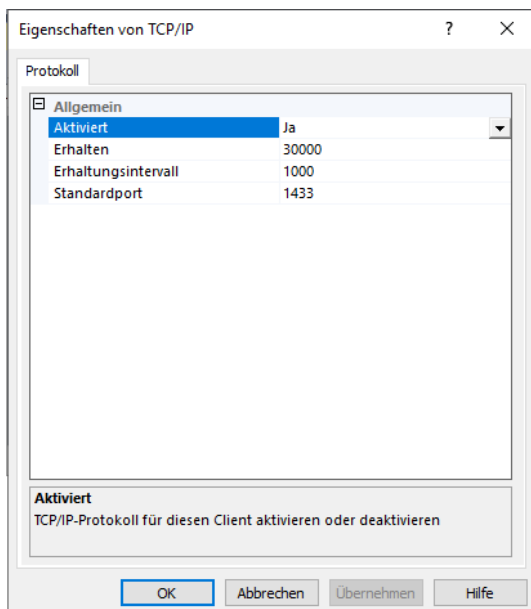 Eigenschaften von TCP/IP ?
Protokoll
Allgemein
Aktiviert Ja
Erhalten 30000
Erhaltungsintervall 1000
Standardport 1433
Aktiviert
TCP/IP-Protokoll für diesen Client aktivieren oder deaktivieren
OK Abbrechen Übernehmen Hilfe